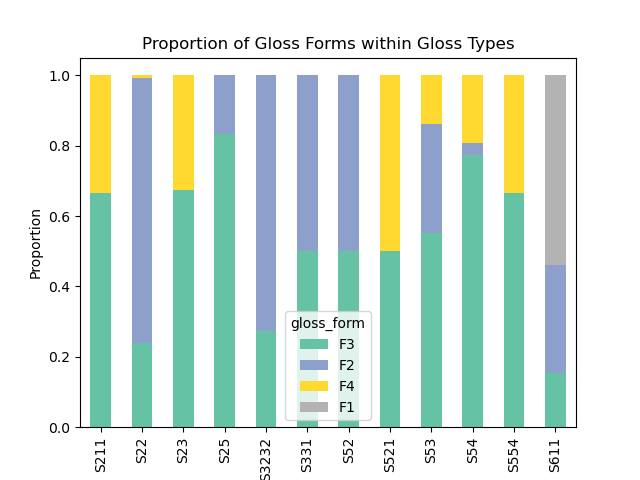 Proportion of Gloss Forms within Gloss Types
1.0
0.8
0.6
0.4
0.2
0.0
Proportion
gloss_form
F3
F2
F4
F1
S211
S22
S23
S25
S3232
S331
S52
S521
S53
S54
S554
S611